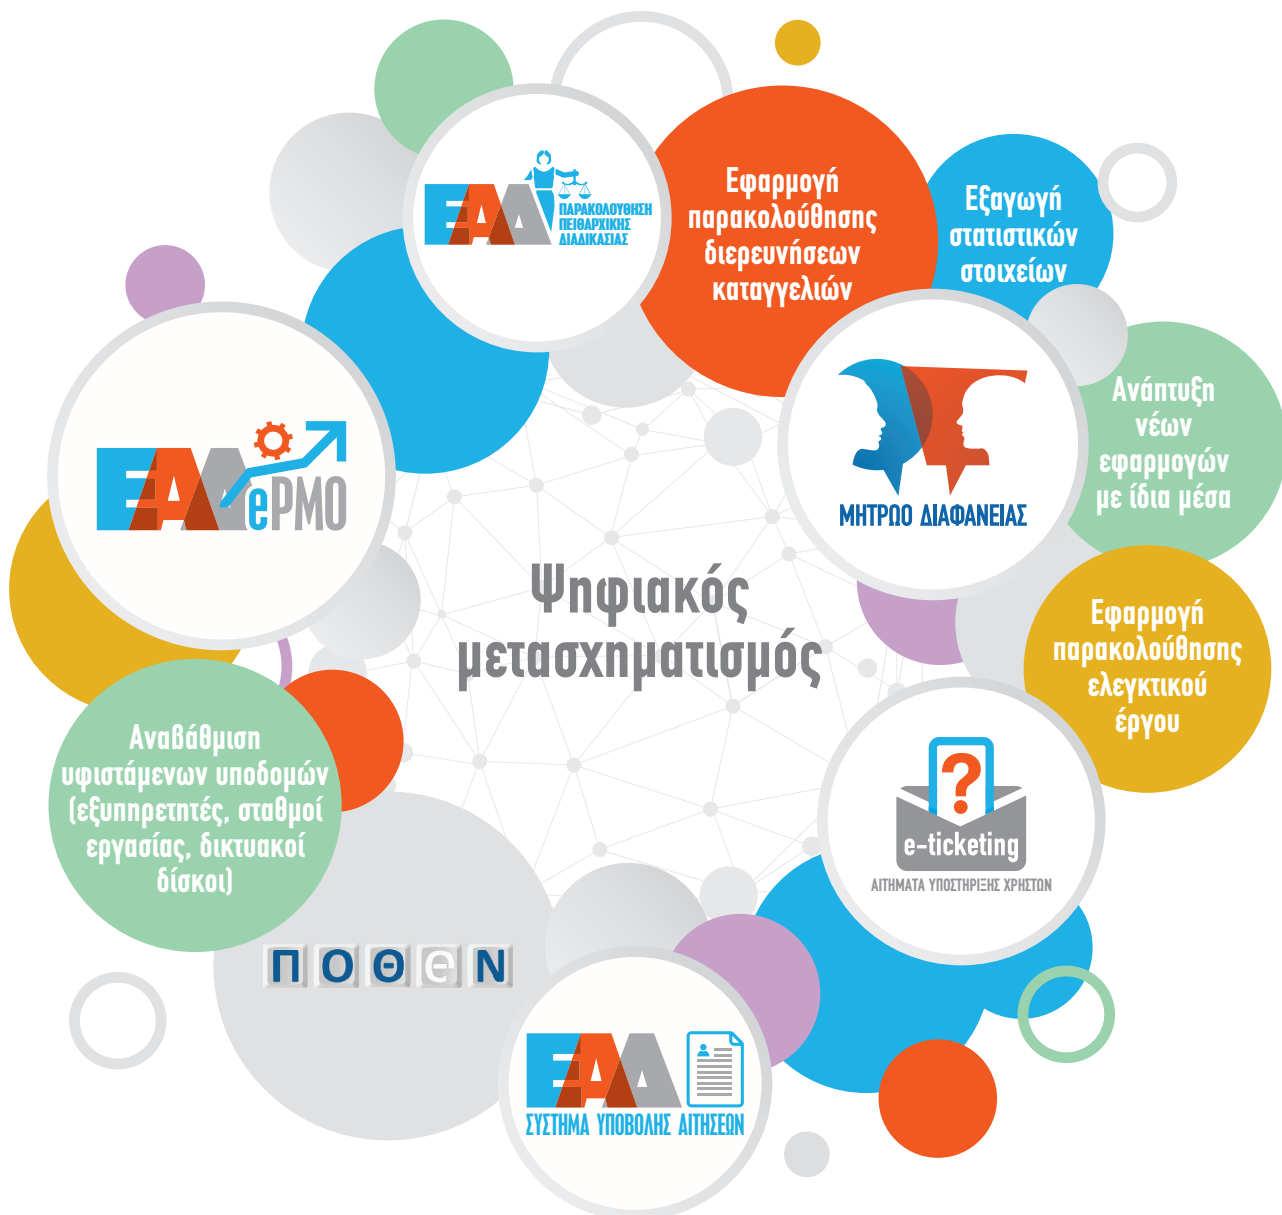 ΕΑΔ
ΠΑΡΑΚΟΛΟΥΘΗΣΗ
ΠΕΙΘΑΡΧΙΚΗΣ
ΔΙΑΔΙΚΑΣΙΑΣ
Εφαρμογή
παρακολούθησης
διερευνήσεων
καταγγελιών
Εξαγωγή
στατιστικών
στοιχείων
ΜΗΤΡΩΟ ΔΙΑΦΑΝΕΙΑΣ
Ανάπτυξη
νέων
εφαρμογών
με ίδια μέσα
ΕΑΔ ePMO
Ψηφιακός
μετασχηματισμός
Εφαρμογή
παρακολούθησης
ελεγκτικού
έργου
Αναβάθμιση
υφιστάμενων υποδομών
(εξυπηρετητές, σταθμοί
εργασίας, δικτυακοί
δίσκοι)
?
e-ticketing
ΑΙΤΗΜΑΤΑ ΥΠΟΣΤΗΡΙΞΗΣ ΧΡΗΣΤΩΝ
ΠΟΘeΝ
ΕΑΔ
ΣΥΣΤΗΜΑ ΥΠΟΒΟΛΗΣ ΑΙΤΗΣΕΩΝ